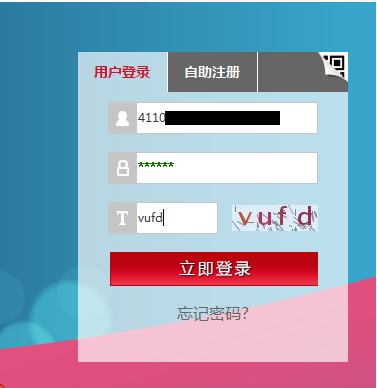 用户登录 自助注册
4110
******
vufd vufd
立即登录
忘记密码?